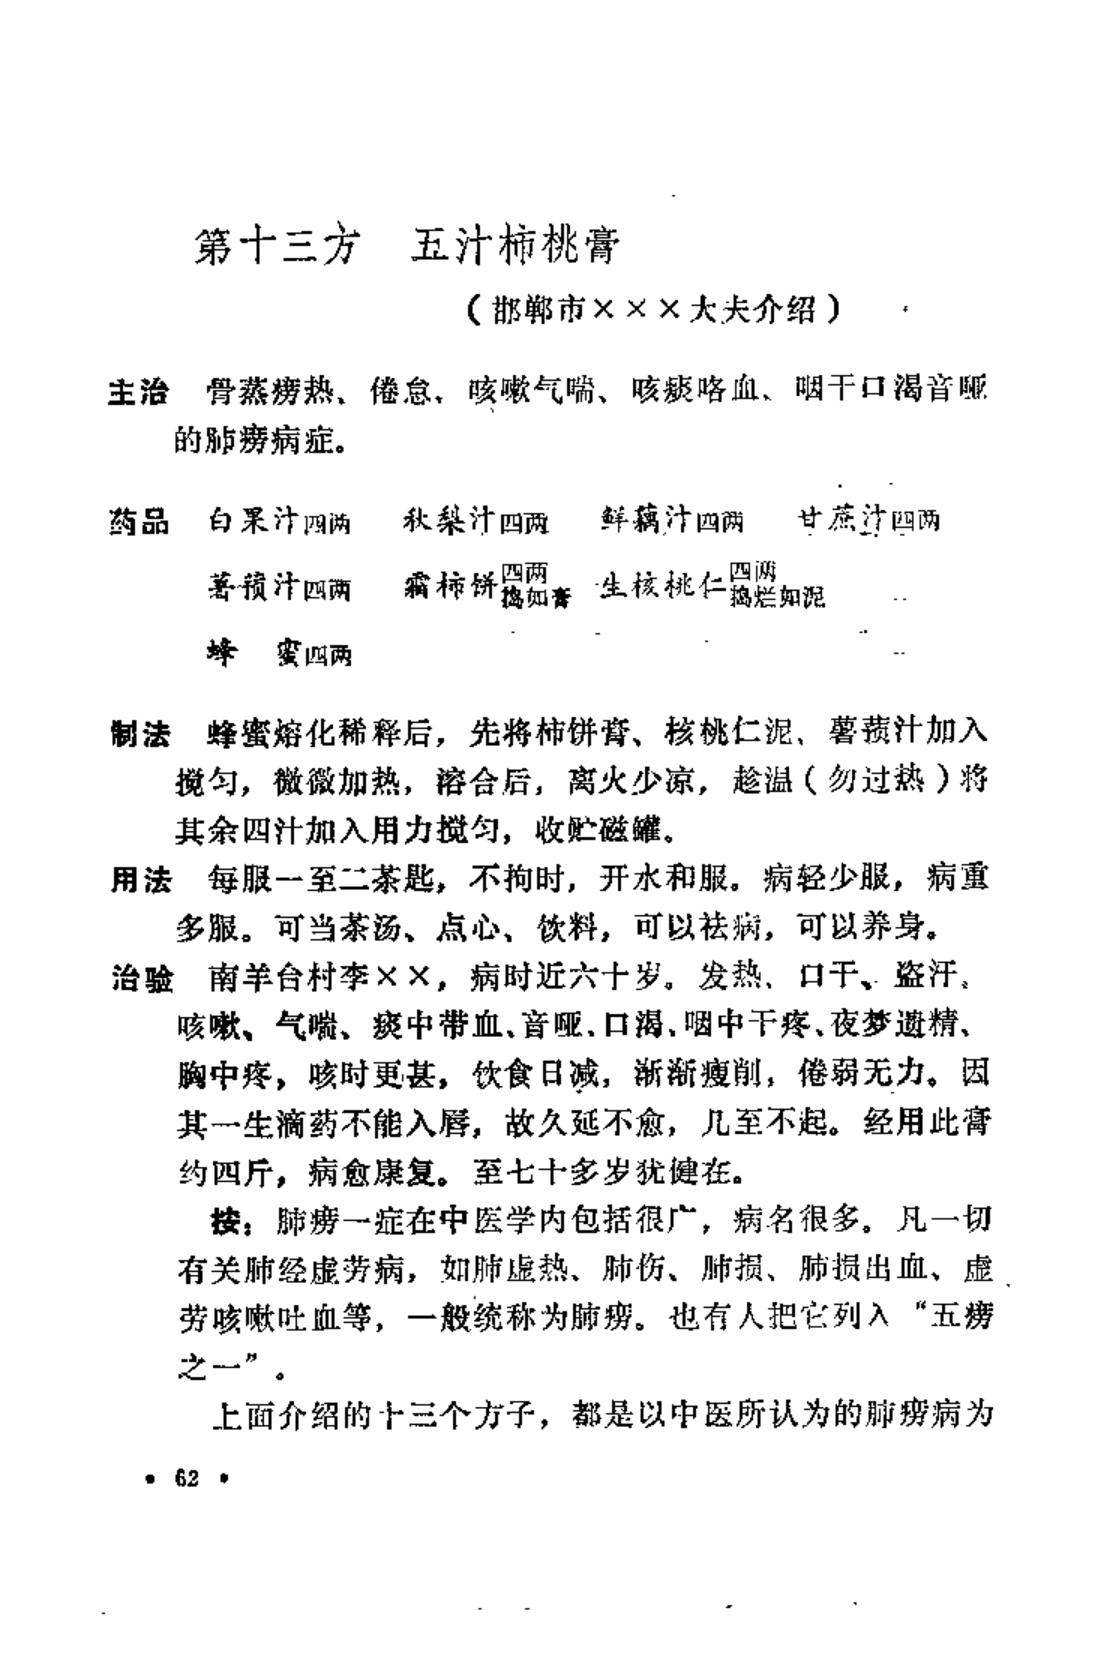 第十三方　五汁柿桃膏
（邯郸市×××大夫介绍）
主治　骨蒸痨热、倦怠、咳嗽气喘、咳痰咯血、咽干口渴音哑
的肺痨病症。
药品　白果汁四两　秋梨汁四两　鲜藕汁四两　甘蔗汁四两
薯蓣汁四两　霜柿饼四两捣如膏　生核桃仁四两捣烂如泥
蜂　蜜四两
制法　蜂蜜熔化稀释后，先将柿饼膏、核桃仁泥、薯蓣汁加入
搅匀，微微加热，溶合后，离火少凉，趁温（勿过热）将
其余四汁加入用力搅匀，收贮磁罐。
用法　每服一至二茶匙，不拘时，开水和服。病轻少服，病重
多服。可当茶汤、点心、饮料，可以祛病，可以养身。
治验　南羊台村李××，病时近六十岁。发热、口干、盗汗、
咳嗽、气喘、痰中带血、音哑、口渴、咽中干疼、夜梦遗精、
胸中疼，咳时更甚，饮食日减，渐渐瘦削，倦弱无力。因
其一生滴药不能入唇，故久延不愈，几至不起。经用此膏
约四斤，病愈康复。至七十多岁犹健在。
按：肺痨一症在中医学内包括很广，病名很多。凡一切
有关肺经虚劳病，如肺虚热、肺伤、肺损、肺损出血、虚
劳咳嗽吐血等，一般统称为肺痨。也有人把它列入“五痨
之一”。
上面介绍的十三个方子，都是以中医所认为的肺痨病为
• 62 •